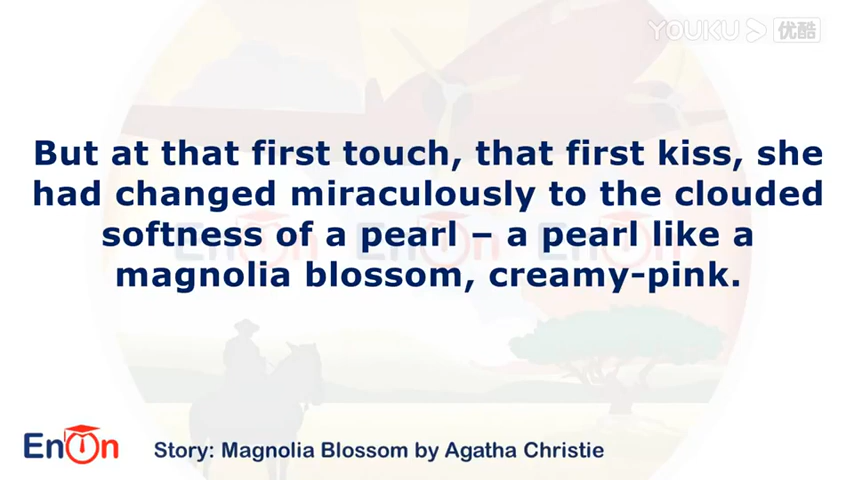 YOUKU 优酷
But at that first touch, that first kiss, she
had changed miraculously to the clouded
softness of a pearl – a pearl like a
magnolia blossom, creamy-pink.
EnOn
Story: Magnolia Blossom by Agatha Christie